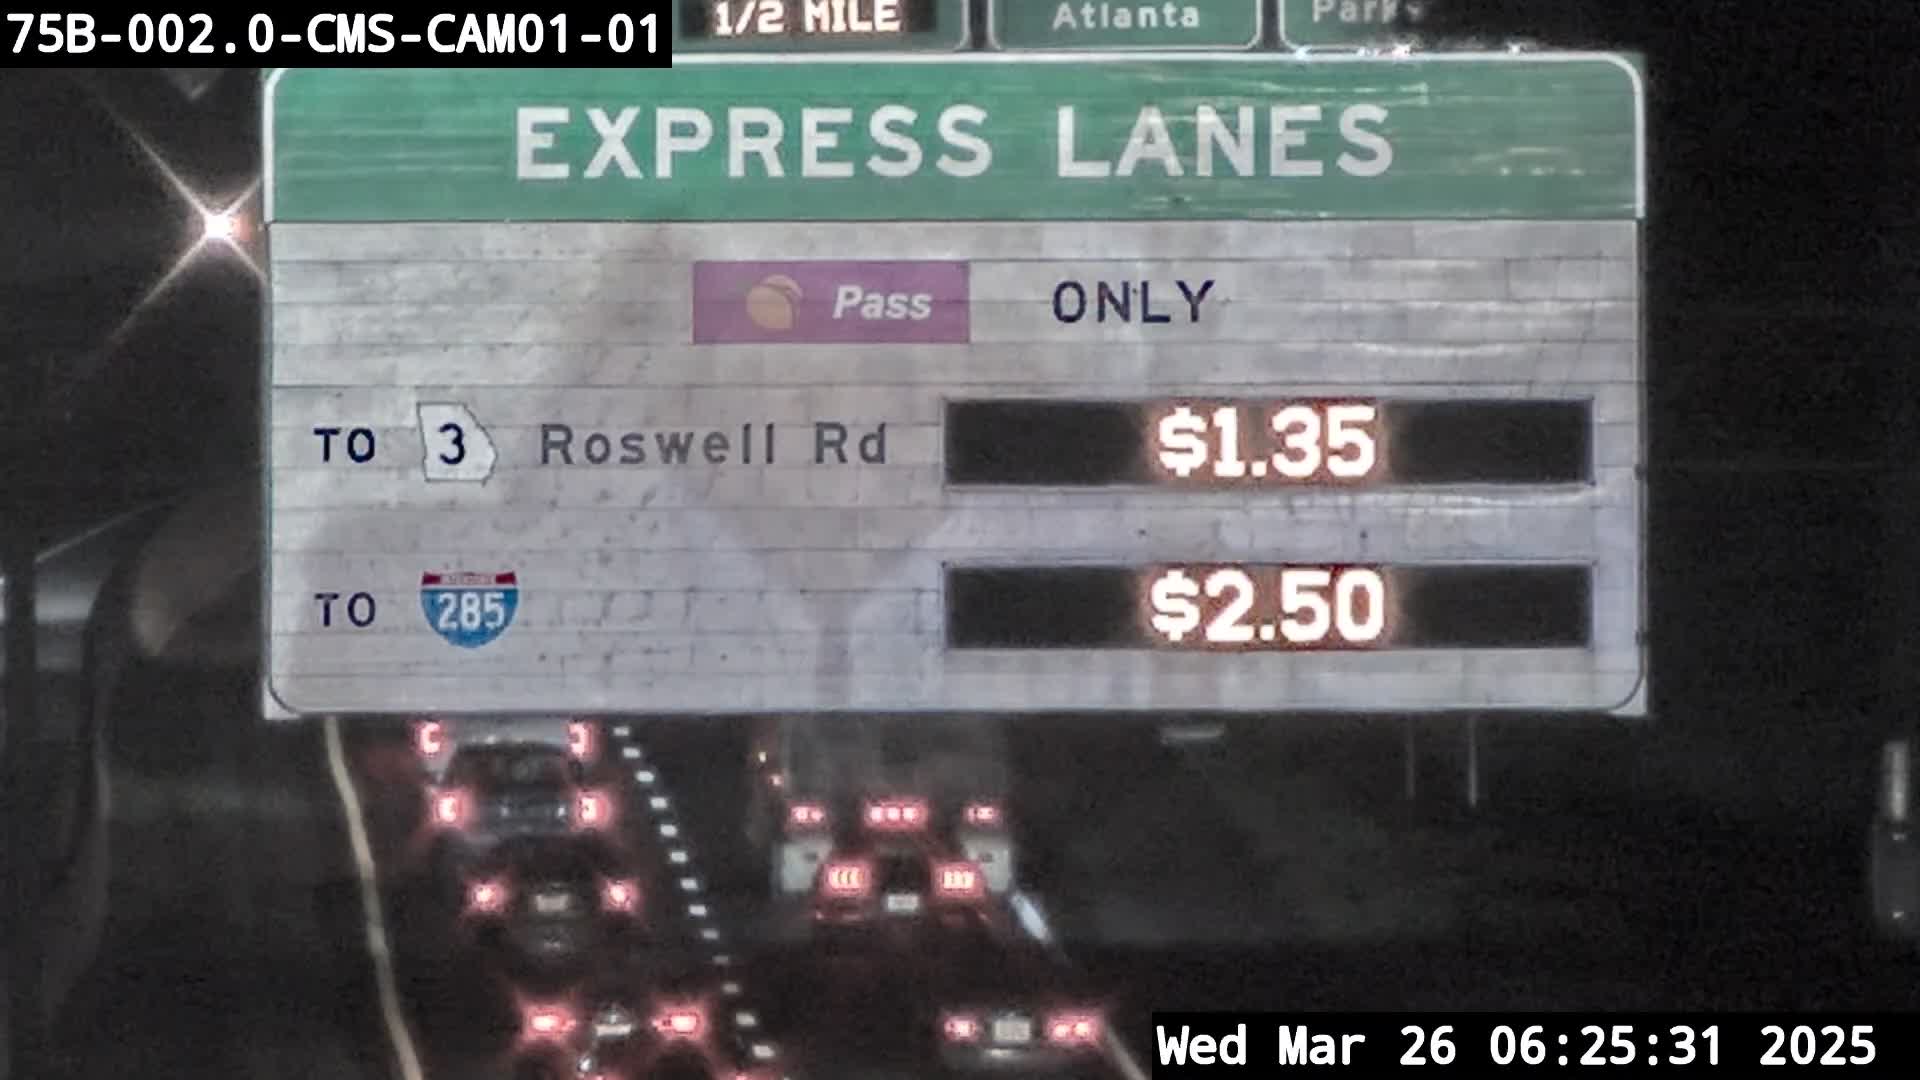 75B-002.0-CMS-CAM01-01
1/2 MILE
Atlanta
Park
EXPRESS LANES
Pass ONLY
TO 3 Roswell Rd $1.35
TO 285 $2.50
Wed Mar 26 06:25:31 2025